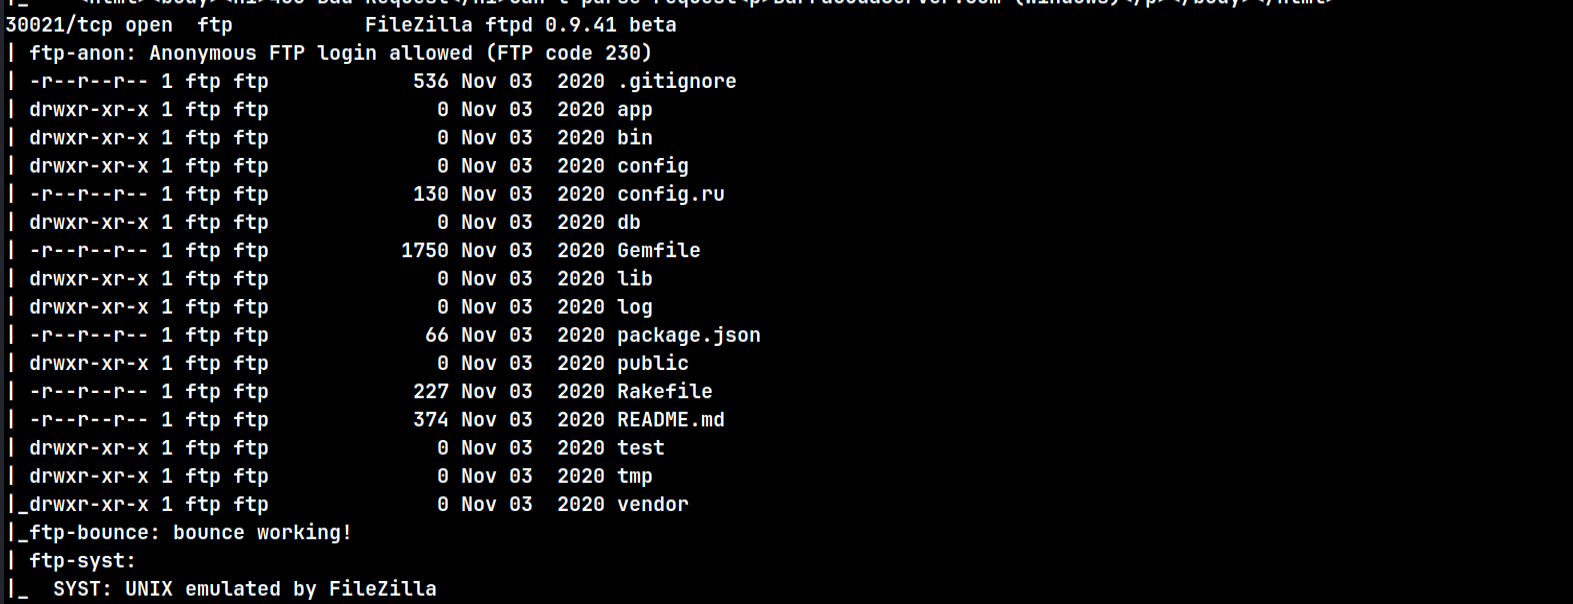 30021/tcp open  ftp           FileZilla ftpd 0.9.41 beta
| ftp-anon: Anonymous FTP login allowed (FTP code 230)
| -r--r--r-- 1 ftp ftp            536 Nov 03  2020 .gitignore
| drwxr-xr-x 1 ftp ftp              0 Nov 03  2020 app
| drwxr-xr-x 1 ftp ftp              0 Nov 03  2020 bin
| drwxr-xr-x 1 ftp ftp              0 Nov 03  2020 config
| -r--r--r-- 1 ftp ftp            130 Nov 03  2020 config.ru
| drwxr-xr-x 1 ftp ftp              0 Nov 03  2020 db
| -r--r--r-- 1 ftp ftp           1750 Nov 03  2020 Gemfile
| drwxr-xr-x 1 ftp ftp              0 Nov 03  2020 lib
| drwxr-xr-x 1 ftp ftp              0 Nov 03  2020 log
| -r--r--r-- 1 ftp ftp             66 Nov 03  2020 package.json
| drwxr-xr-x 1 ftp ftp              0 Nov 03  2020 public
| -r--r--r-- 1 ftp ftp            227 Nov 03  2020 Rakefile
| -r--r--r-- 1 ftp ftp            374 Nov 03  2020 README.md
| drwxr-xr-x 1 ftp ftp              0 Nov 03  2020 test
| drwxr-xr-x 1 ftp ftp              0 Nov 03  2020 tmp
|_drwxr-xr-x 1 ftp ftp              0 Nov 03  2020 vendor
|_ftp-bounce: bounce working!
| ftp-syst:
|_  SYST: UNIX emulated by FileZilla